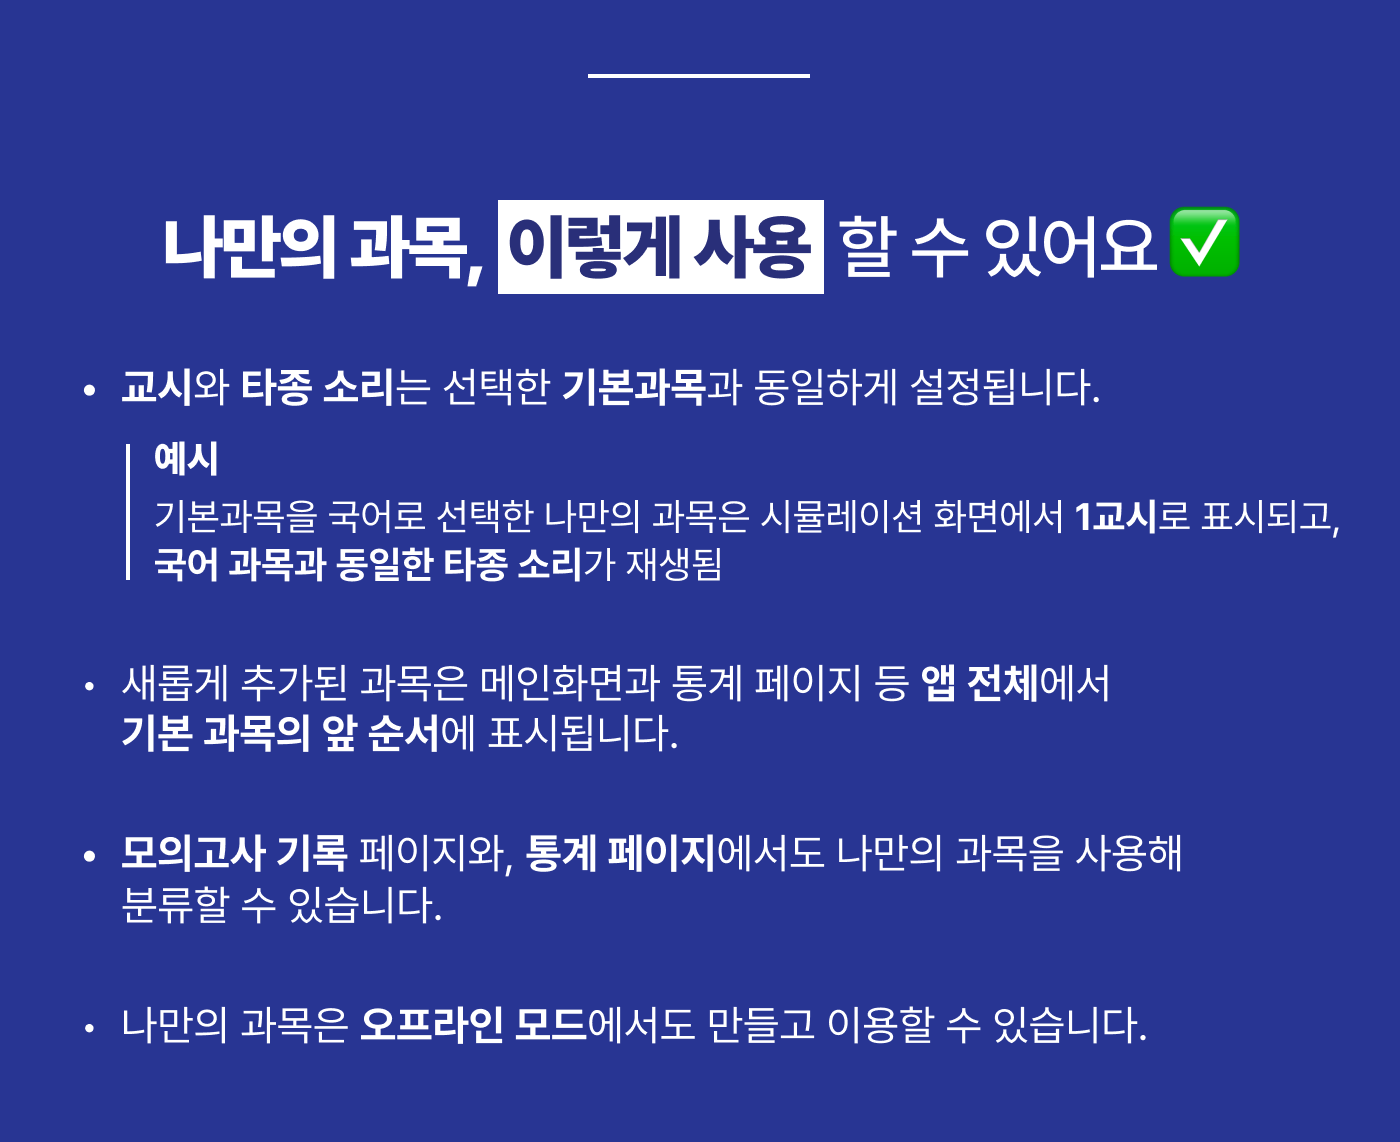 나만의 과목, 이렇게 사용 할 수 있어요 ✅
• 교시와 타종 소리는 선택한 기본과목과 동일하게 설정됩니다.
예시
기본과목을 국어로 선택한 나만의 과목은 시뮬레이션 화면에서 1교시로 표시되고,
국어 과목과 동일한 타종 소리가 재생됨
• 새롭게 추가된 과목은 메인화면과 통계 페이지 등 앱 전체에서
기본 과목의 앞 순서에 표시됩니다.
• 모의고사 기록 페이지와, 통계 페이지에서도 나만의 과목을 사용해
분류할 수 있습니다.
• 나만의 과목은 오프라인 모드에서도 만들고 이용할 수 있습니다.